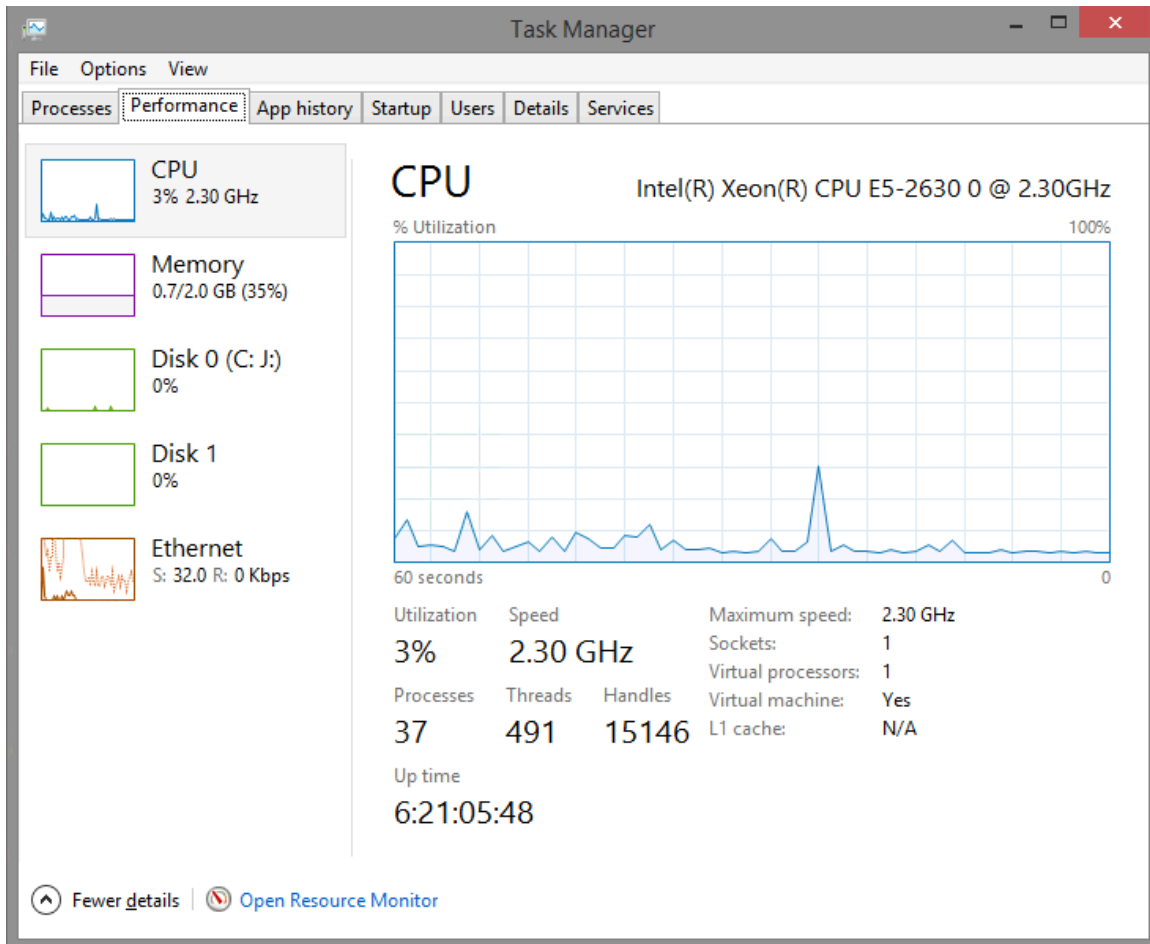 Task Manager
File Options View
Processes Performance App history Startup Users Details Services
CPU
3% 2.30 GHz
Memory
0.7/2.0 GB (35%)
Disk 0 (C: J:)
0%
Disk 1
0%
Ethernet
S: 32.0 R: 0 Kbps
CPU Intel(R) Xeon(R) CPU E5-2630 0 @ 2.30GHz
% Utilization 100%
60 seconds 0
Utilization Speed
3% 2.30 GHz
Processes Threads Handles
37 491 15146
Up time
6:21:05:48
Maximum speed: 2.30 GHz
Sockets: 1
Virtual processors: 1
Virtual machine: Yes
L1 cache: N/A
Fewer details Open Resource Monitor